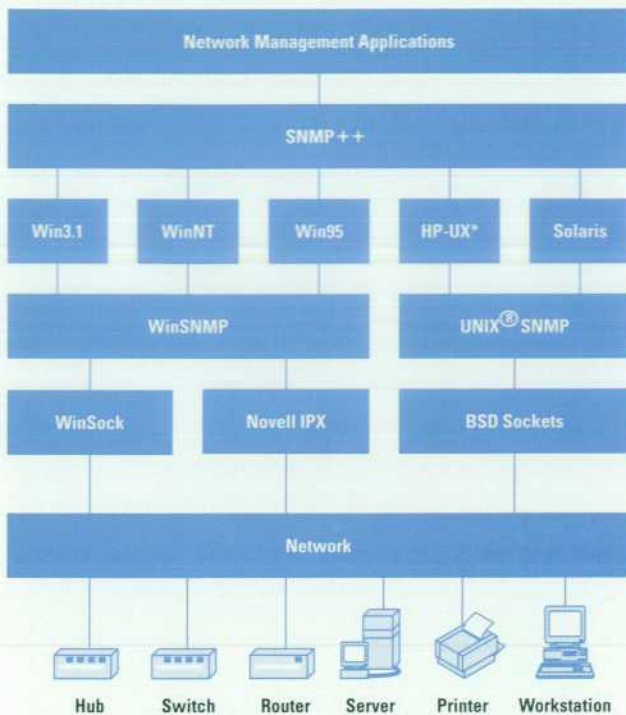 Network Management Applications
SNMP++
Win3.1 WinNT Win95 HP-UX* Solaris
WinSNMP UNIX® SNMP
WinSock Novell IPX BSD Sockets
Network
Hub Switch Router Server Printer Workstation